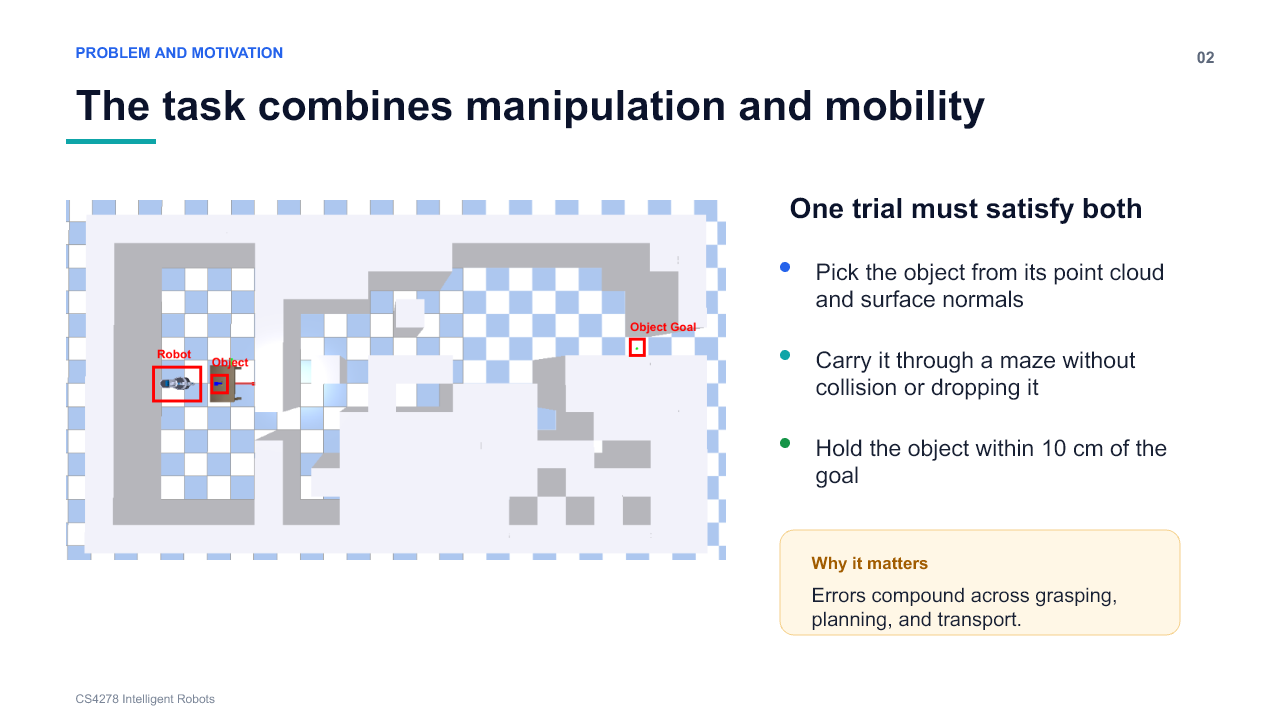 PROBLEM AND MOTIVATION
02
The task combines manipulation and mobility
Robot
Object
Object Goal
One trial must satisfy both
Pick the object from its point cloud
and surface normals
Carry it through a maze without
collision or dropping it
Hold the object within 10 cm of the
goal
Why it matters
Errors compound across grasping,
planning, and transport.
CS4278 Intelligent Robots